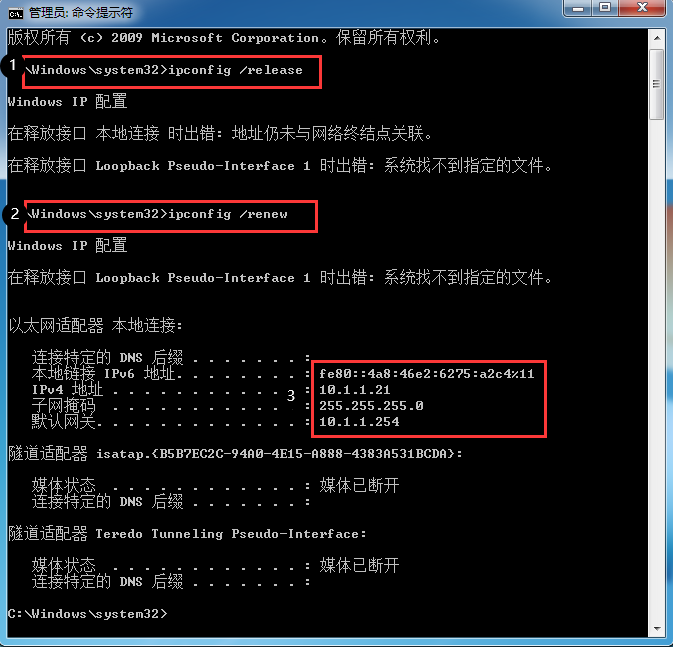 管理员: 命令提示符
版权所有 (c) 2009 Microsoft Corporation。保留所有权利。
1 \Windows\system32>ipconfig /release
Windows IP 配置
在释放接口 本地连接 时出错: 地址仍未与网络终结点关联。
在释放接口 Loopback Pseudo-Interface 1 时出错: 系统找不到指定的文件。
2 \Windows\system32>ipconfig /renew
Windows IP 配置
在释放接口 Loopback Pseudo-Interface 1 时出错: 系统找不到指定的文件。
以太网适配器 本地连接:
连接特定的 DNS 后缀 . . . . . . . :
本地链接 IPv6 地址. . . . . . . . : fe80::4a8:46e2:6275:a2c4%11
IPv4 地址 . . . . . . . . . . . . : 10.1.1.21
子网掩码 . . . . . . . . . . . . : 255.255.255.0
默认网关. . . . . . . . . . . . . : 10.1.1.254
3
隧道适配器 isatap.{B5B7EC2C-94A0-4E15-A888-4383A531BCDA}:
媒体状态 . . . . . . . . . . . . : 媒体已断开
连接特定的 DNS 后缀 . . . . . . . :
隧道适配器 Teredo Tunneling Pseudo-Interface:
媒体状态 . . . . . . . . . . . . : 媒体已断开
连接特定的 DNS 后缀 . . . . . . . :
C:\Windows\system32>